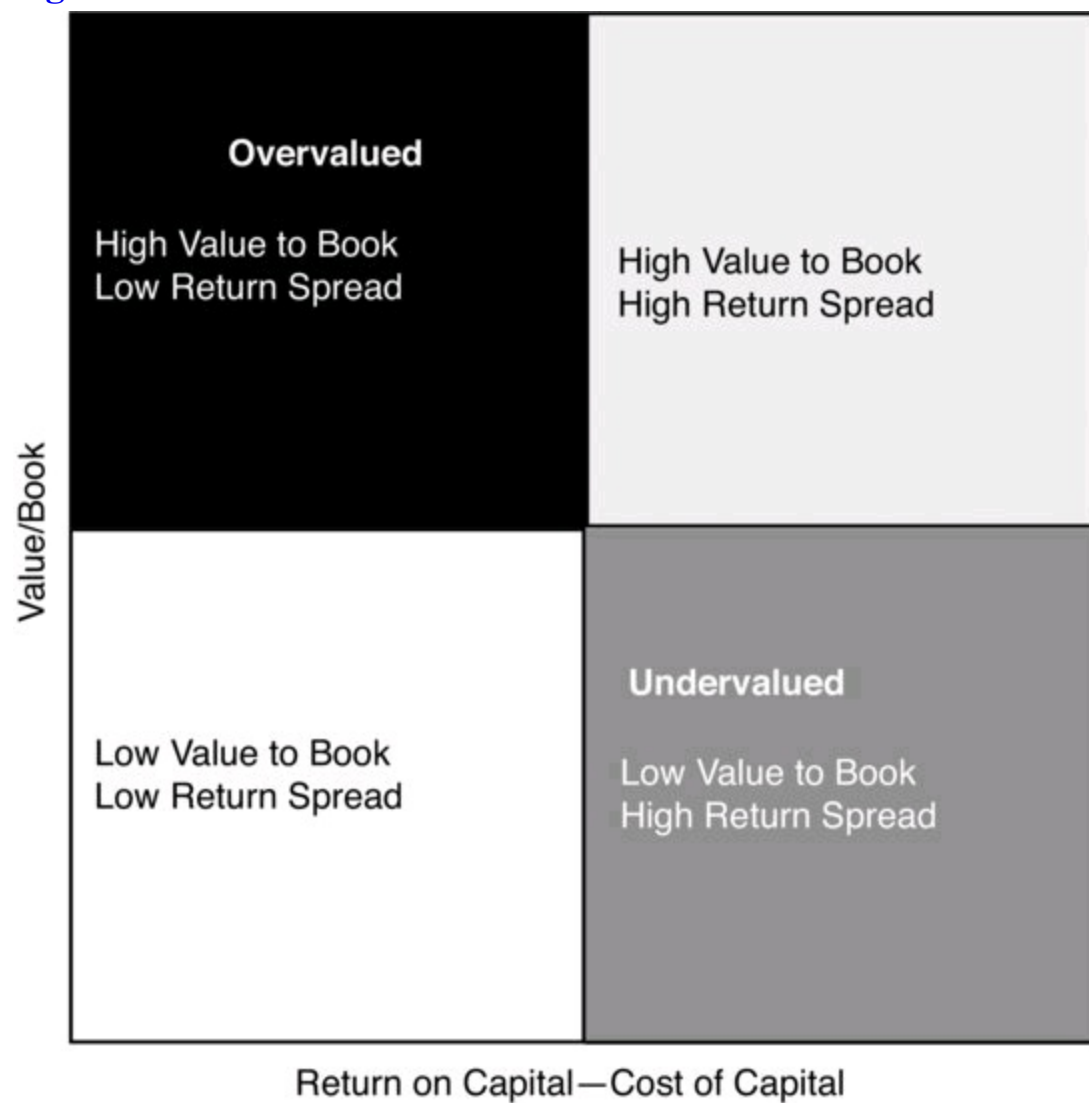 Overvalued
High Value to Book
Low Return Spread
High Value to Book
High Return Spread
Value/Book
Low Value to Book
Low Return Spread
Undervalued
Low Value to Book
High Return Spread
Return on Capital—Cost of Capital